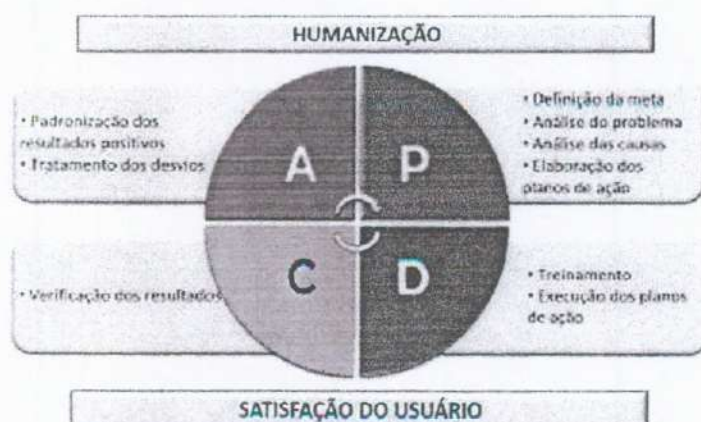 HUMANIZAÇÃO
• Padronização dos
resultados positivos
• Tratamento dos desvios
A
P
• Definição da meta
• Análise do problema
• Análise das causas
• Elaboração dos
planos de ação
• Verificação dos resultados
C
D
• Treinamento
• Execução dos planos
de ação
SATISFAÇÃO DO USUÁRIO